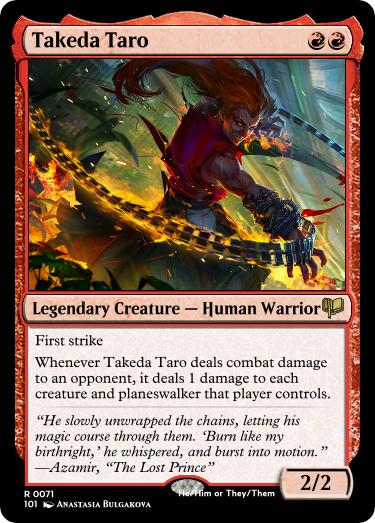 Takeda Taro
Legendary Creature — Human Warrior
First strike
Whenever Takeda Taro deals combat damage
to an opponent, it deals 1 damage to each
creature and planeswalker that player controls.
“He slowly unwrapped the chains, letting his
magic course through them. ‘Burn like my
birthright,’ he whispered, and burst into motion.”
—Azamir, “The Lost Prince”
2/2
R 0071
He/Him or They/Them
101 Anastasia Bulgakova